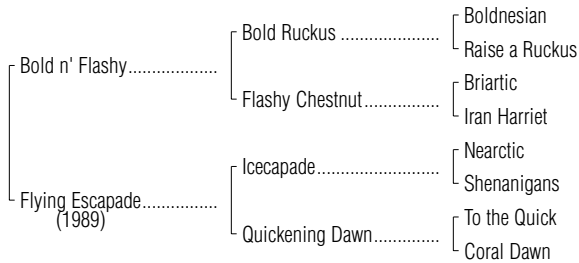 Boldnesian
Bold Ruckus ....................
Raise a Ruckus
Bold n' Flashy..................
Briartic
Flashy Chestnut...............
Iran Harriet
Nearctic
Icecapade........................
Shenanigans
Flying Escapade...............
(1989)
To the Quick
Quickening Dawn.............
Coral Dawn